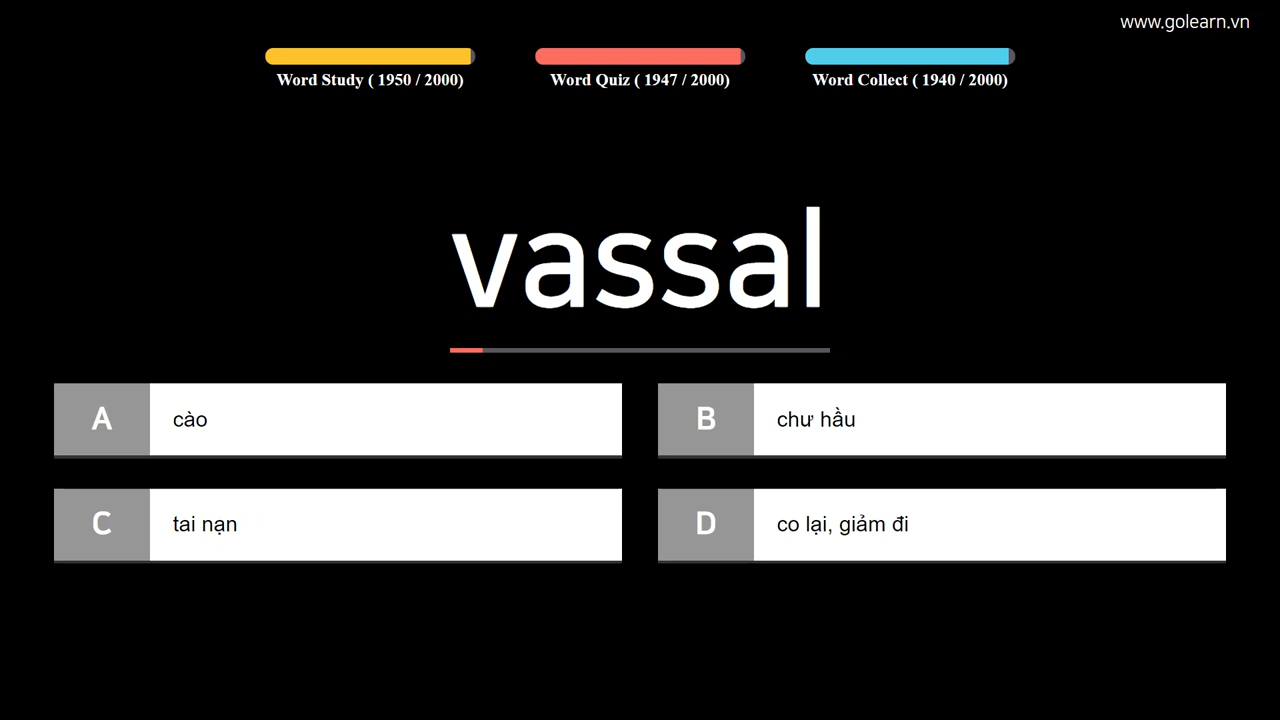 www.golearn.vn
Word Study ( 1950 / 2000)
Word Quiz ( 1947 / 2000)
Word Collect ( 1940 / 2000)
vassal
A cào
B chư hầu
C tai nạn
D co lại, giảm đi